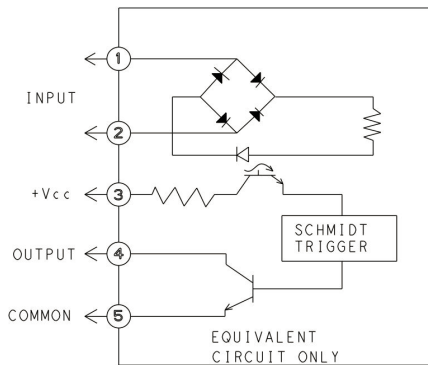 1
INPUT
2
+Vcc
3
SCHMIDT
TRIGGER
OUTPUT
4
COMMON
5
EQUIVALENT
CIRCUIT ONLY